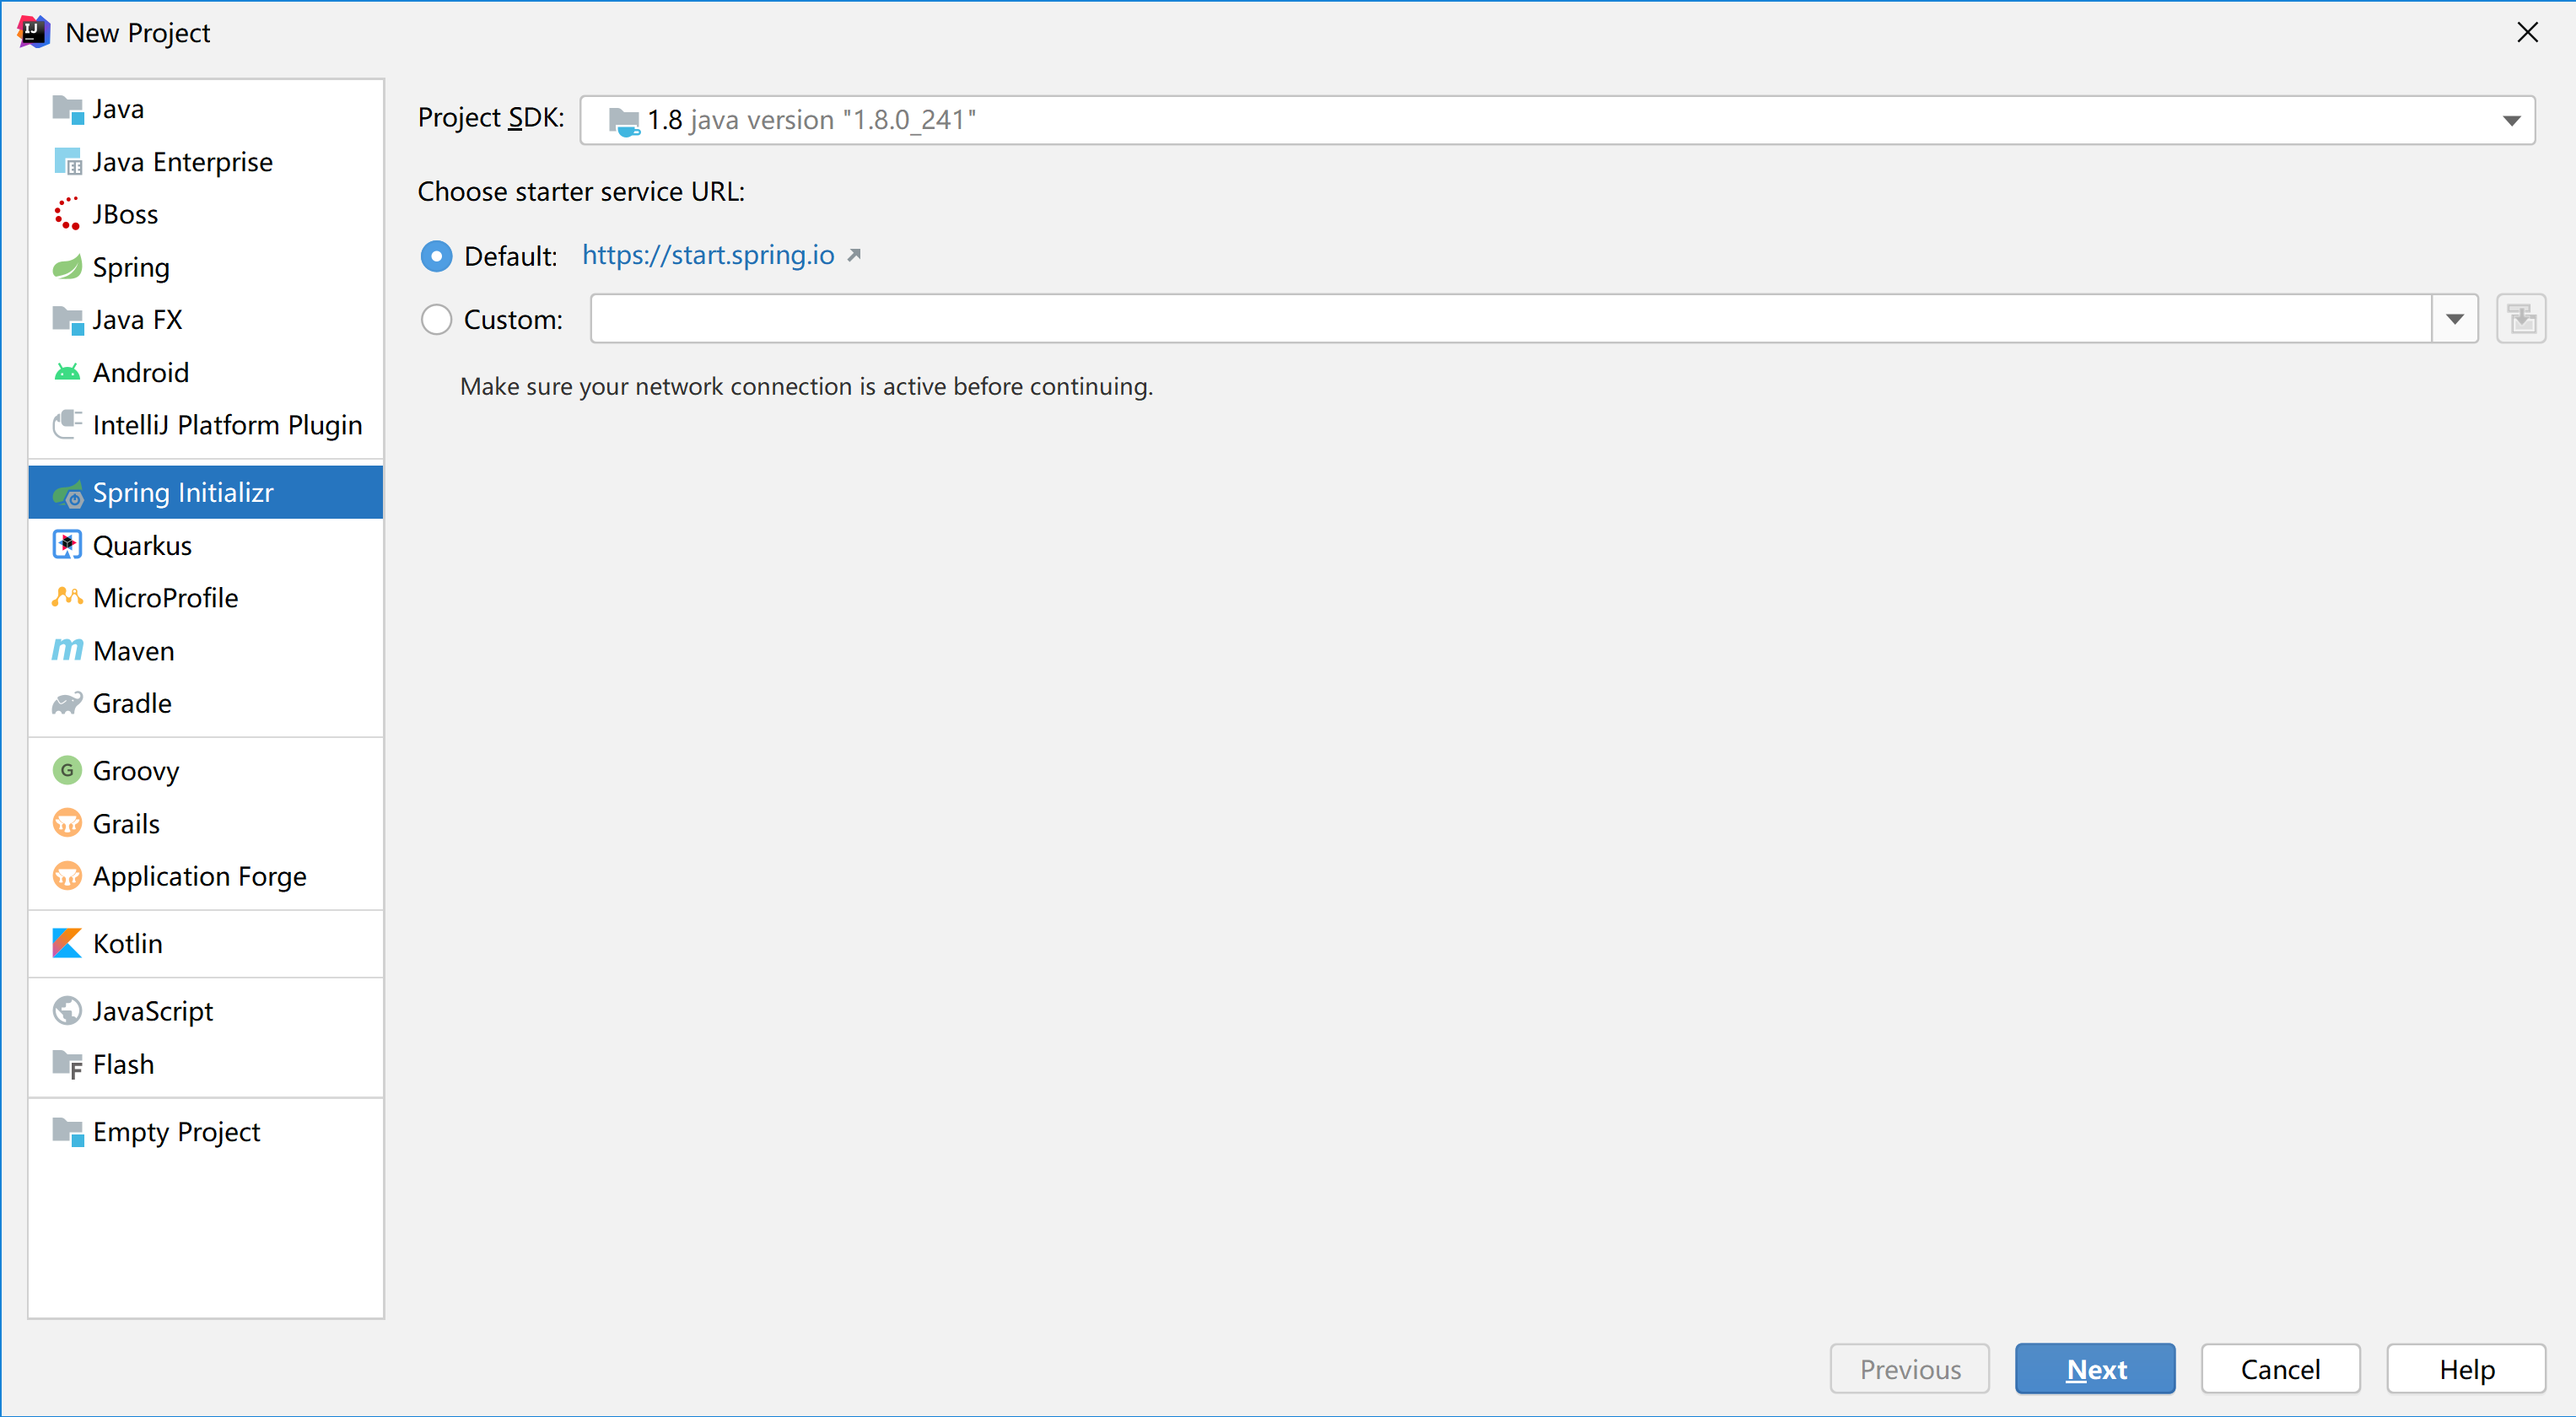 New Project
Java
Java Enterprise
JBoss
Spring
Java FX
Android
IntelliJ Platform Plugin
Spring Initializr
Quarkus
MicroProfile
Maven
Gradle
Groovy
Grails
Application Forge
Kotlin
JavaScript
Flash
Empty Project
Project SDK: 1.8 java version "1.8.0_241"
Choose starter service URL:
Default: https://start.spring.io
Custom:
Make sure your network connection is active before continuing.
Previous Next Cancel Help